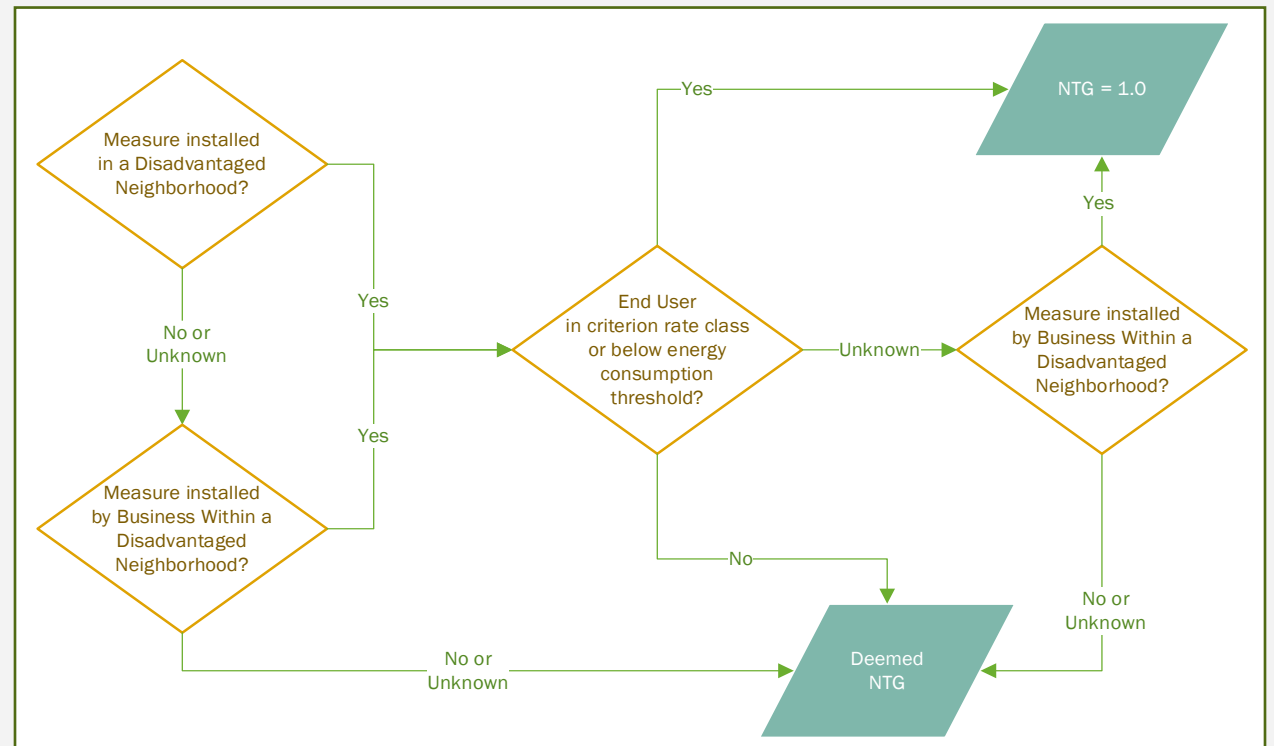 Measure installed
in a Disadvantaged
Neighborhood?
No or
Unknown
Measure installed
by Business Within a
Disadvantaged
Neighborhood?
Yes
Yes
No or
Unknown
End User
in criterion rate class
or below energy
consumption
threshold?
Yes
Unknown
No
Measure installed
by Business Within a
Disadvantaged
Neighborhood?
Yes
No or
Unknown
NTG = 1.0
Deemed
NTG